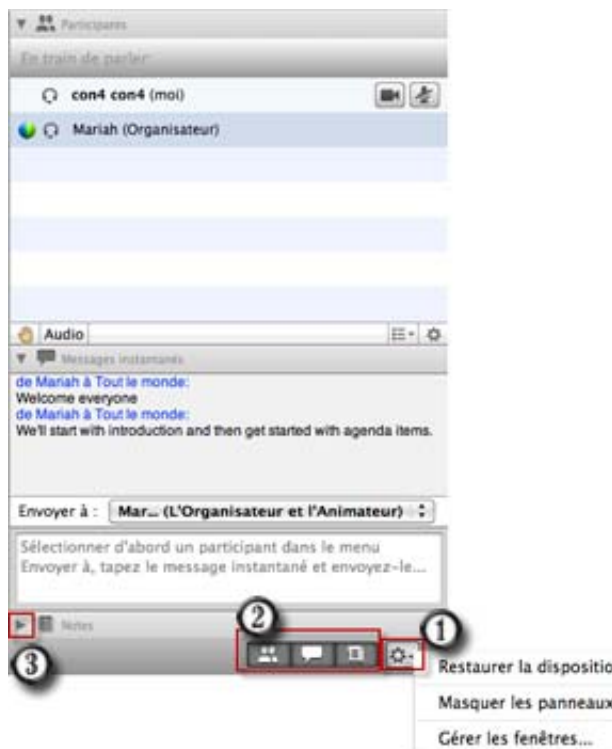 Participants
En train de parler:
con4 con4 (moi)
Mariah (Organisateur)
Audio
Messages instantanés
de Mariah à Tout le monde:
Welcome everyone
de Mariah à Tout le monde:
We'll start with introduction and then get started with agenda items.
Envoyer à : Mar... (L'Organisateur et l'Animateur)
Sélectionner d'abord un participant dans le menu
Envoyer à, tapez le message instantané et envoyez-le...
Notes
2
1
3
Restaurer la dispositio
Masquer les panneaux
Gérer les fenêtres...